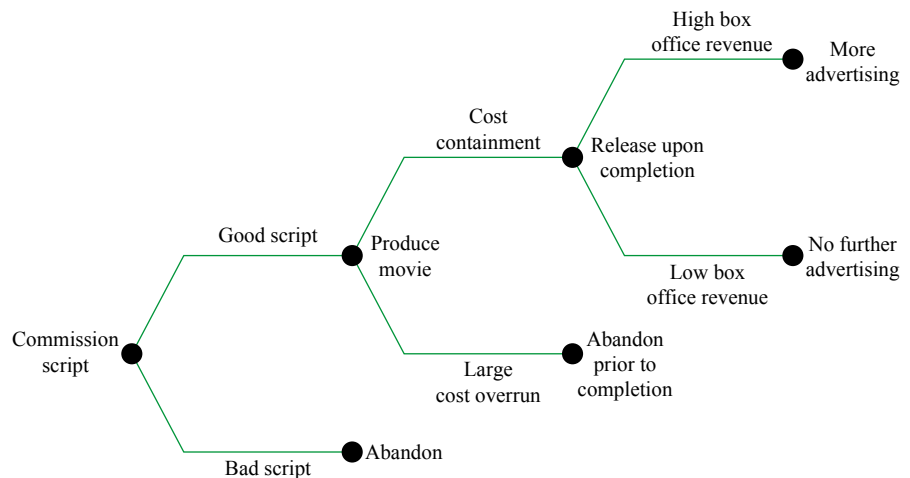 High box
office revenue
More
advertising
Cost
containment
Release upon
completion
Good script
Produce
movie
No further
advertising
Low box
office revenue
Commission
script
Abandon
prior to
completion
Large
cost overrun
Abandon
Bad script